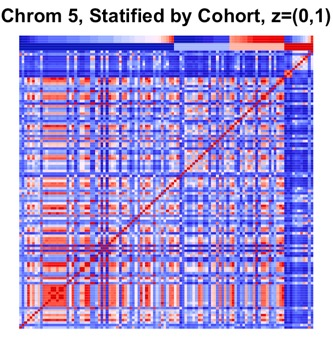 Chrom 5, Statified by Cohort, z=(0,1)